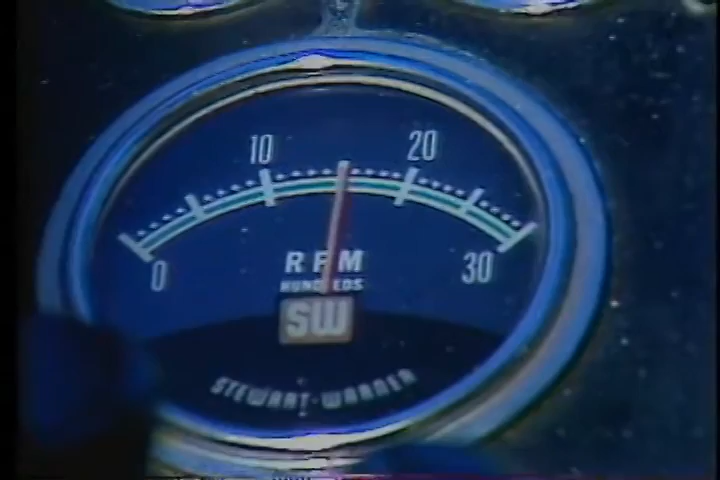 10 20
0 30
RPM
HUNDREDS
SW
STEWART-WARNER